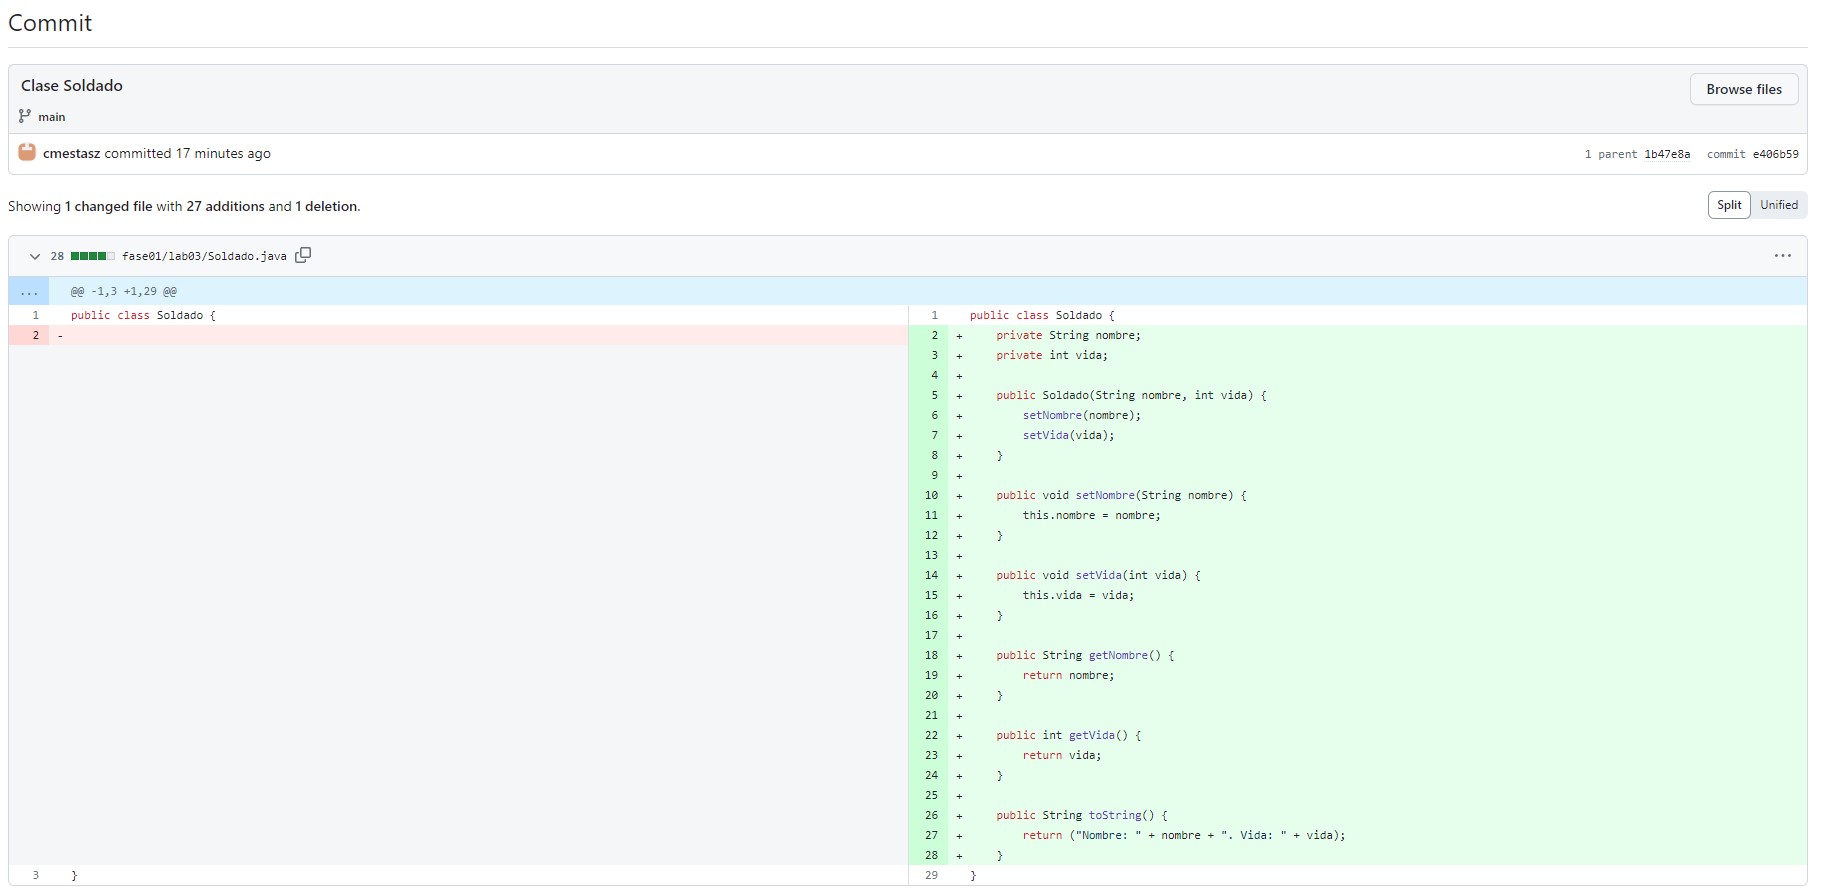 Commit
Clase Soldado
Browse files
main
cmestasz committed 17 minutes ago
1 parent 1b47e8a commit e406b59
Showing 1 changed file with 27 additions and 1 deletion.
Split Unified
28 fase01/lab03/Soldado.java
... @@ -1,3 +1,29 @@
1 public class Soldado {
2 -
3 }
1 public class Soldado {
2 + private String nombre;
3 + private int vida;
4 +
5 + public Soldado(String nombre, int vida) {
6 + setNombre(nombre);
7 + setVida(vida);
8 + }
9 +
10 + public void setNombre(String nombre) {
11 + this.nombre = nombre;
12 + }
13 +
14 + public void setVida(int vida) {
15 + this.vida = vida;
16 + }
17 +
18 + public String getNombre() {
19 + return nombre;
20 + }
21 +
22 + public int getVida() {
23 + return vida;
24 + }
25 +
26 + public String toString() {
27 + return ("Nombre: " + nombre + ". Vida: " + vida);
28 + }
29 }